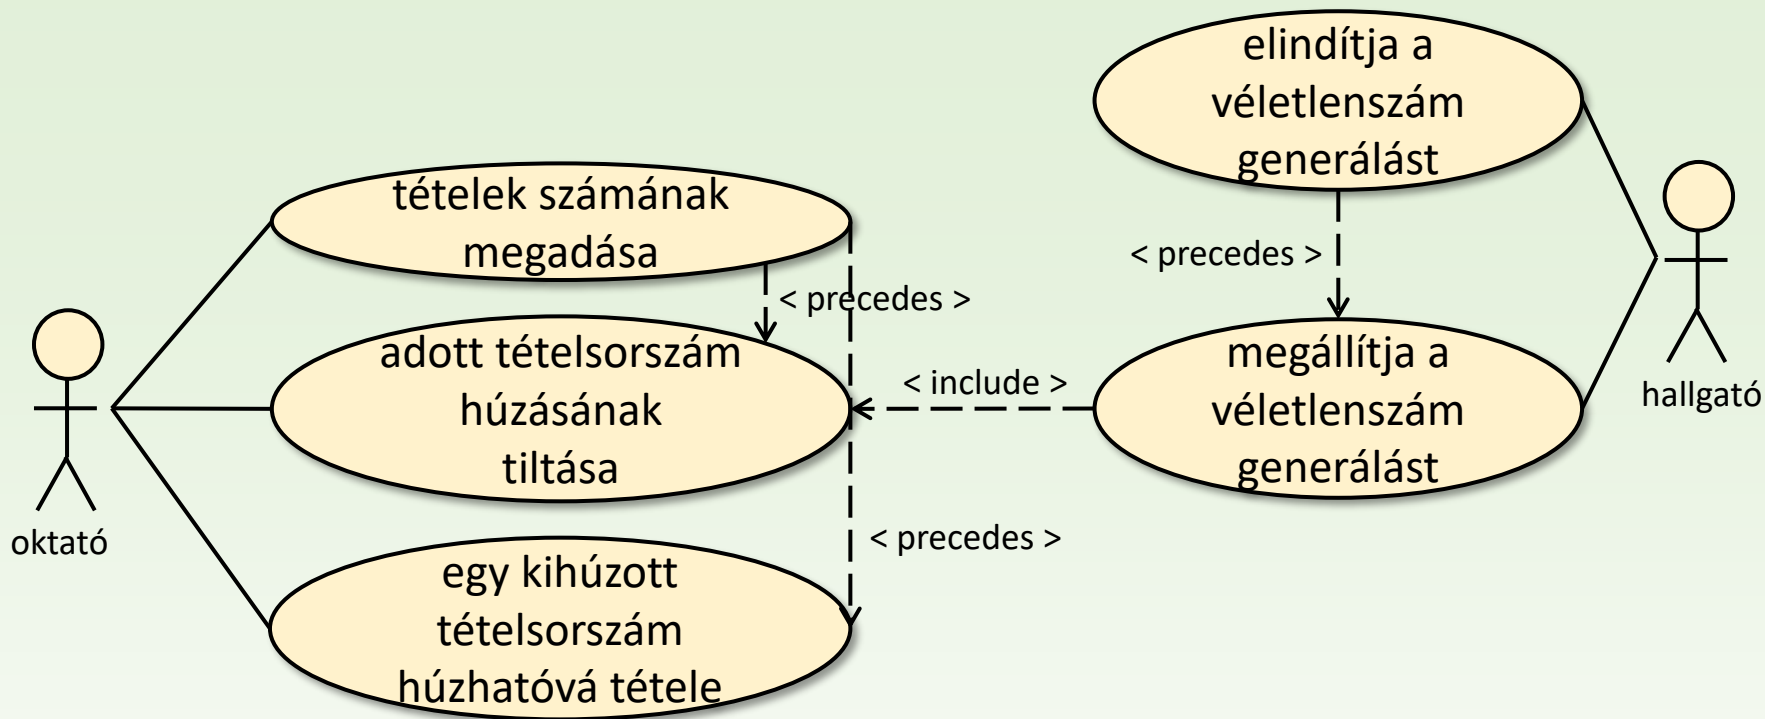 elindítja a
véletlenszám
generálást
tételek számának
megadása
< precedes >
< precedes >
adott tételsorszám
húzásának
tiltása
< include >
megállítja a
véletlenszám
generálást
hallgató
oktató
< precedes >
egy kihúzott
tételsorszám
húzhatóvá tétele